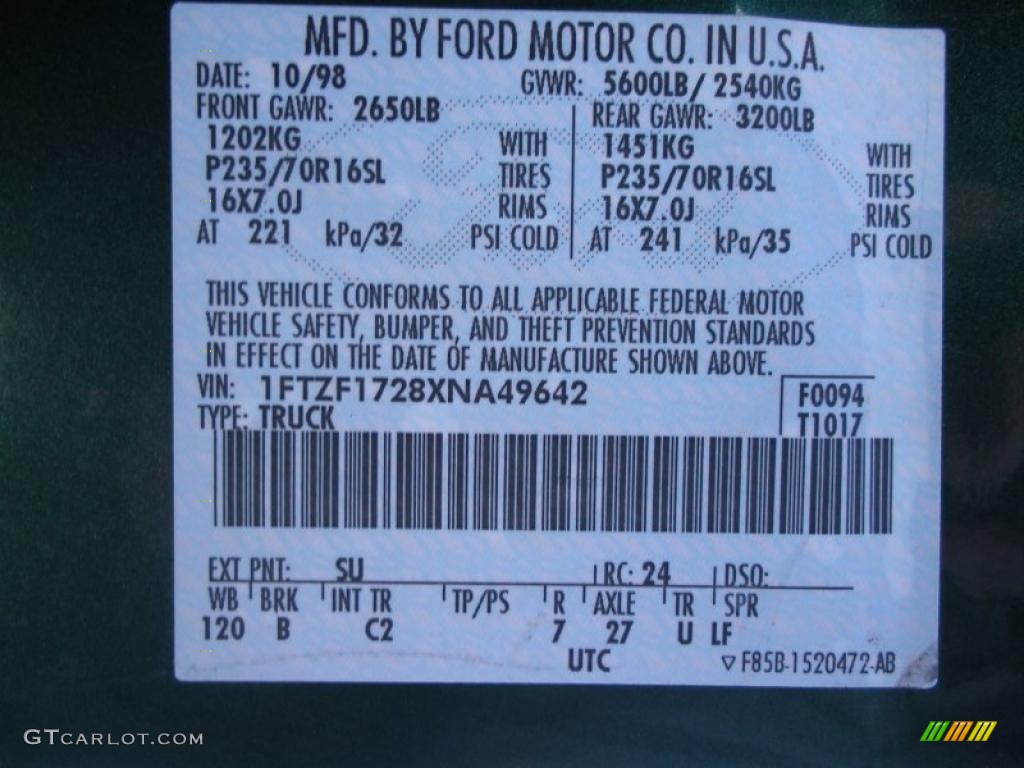 MFD. BY FORD MOTOR CO. IN U.S.A.
DATE: 10/98 GVWR: 5600LB/ 2540KG
FRONT GAWR: 2650LB REAR GAWR: 3200LB
1202KG WITH 1451KG WITH
P235/70R16SL TIRES P235/70R16SL TIRES
16X7.0J RIMS 16X7.0J RIMS
AT 221 kPa/32 PSI COLD AT 241 kPa/35 PSI COLD
THIS VEHICLE CONFORMS TO ALL APPLICABLE FEDERAL MOTOR
VEHICLE SAFETY, BUMPER, AND THEFT PREVENTION STANDARDS
IN EFFECT ON THE DATE OF MANUFACTURE SHOWN ABOVE.
VIN: 1FTZF1728XNA49642 F0094
TYPE: TRUCK T1017
EXT PNT: SU RC: 24 DSO:
WB BRK INT TR TP/PS R AXLE TR SPR
120 B C2 7 27 U LF
UTC ▽ F85B-1520472-AB
GTCARLOT.COM